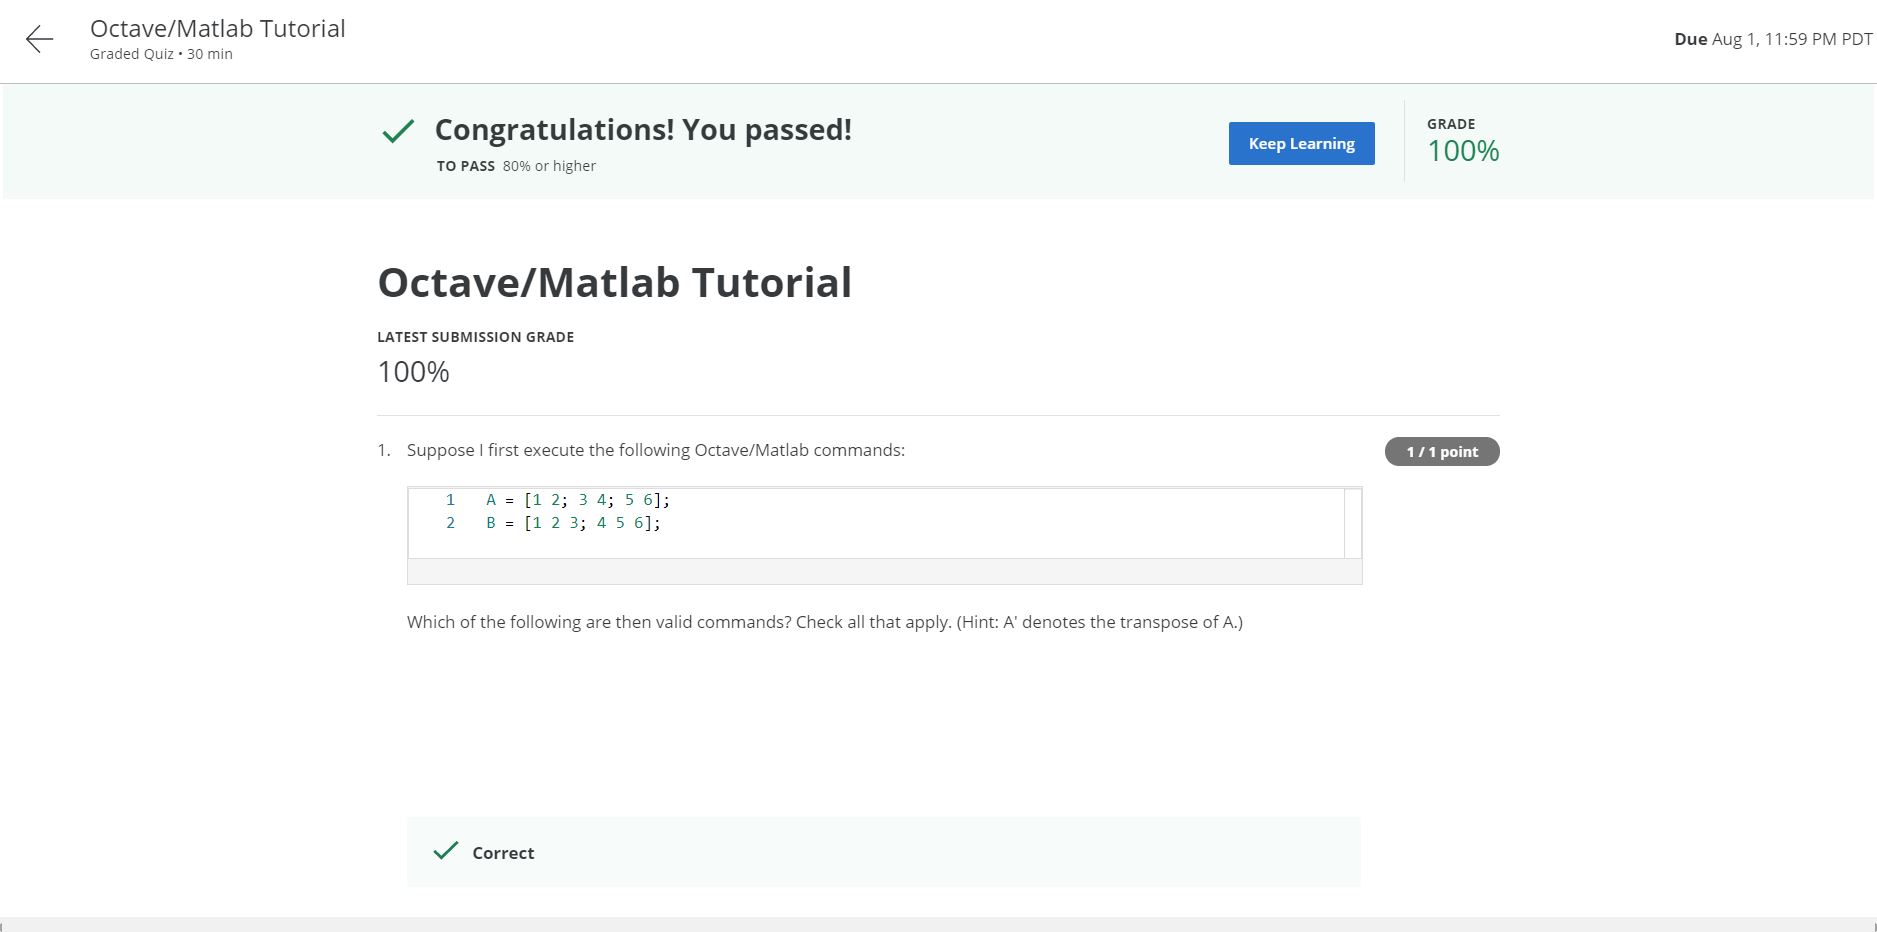 Octave/Matlab Tutorial
Graded Quiz • 30 min
Due Aug 1, 11:59 PM PDT
Congratulations! You passed!
TO PASS 80% or higher
Keep Learning
GRADE
100%
Octave/Matlab Tutorial
LATEST SUBMISSION GRADE
100%
1. Suppose I first execute the following Octave/Matlab commands:
1 / 1 point
1 A = [1 2; 3 4; 5 6];
2 B = [1 2 3; 4 5 6];
Which of the following are then valid commands? Check all that apply. (Hint: A' denotes the transpose of A.)
Correct